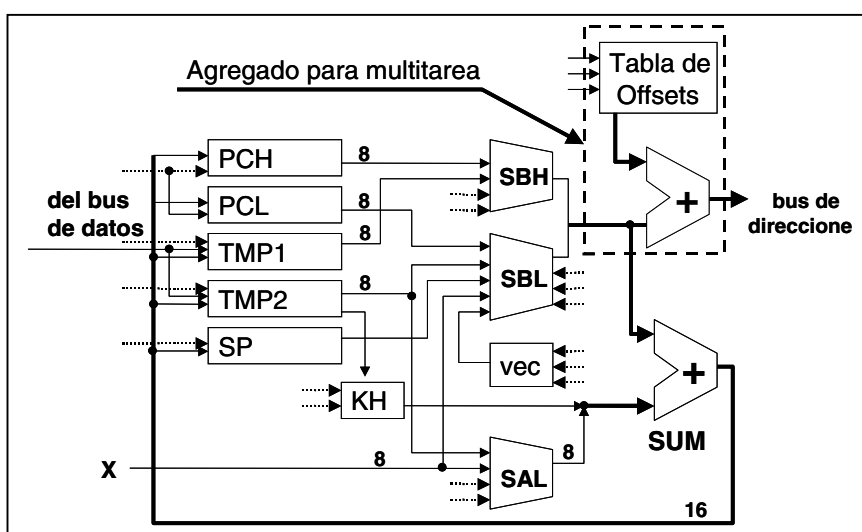 Tabla de
Offsets
Agregado para multitarea
+
bus de
direccione
PCH
8
SBH
del bus
de datos
PCL
8
TMP1
8
SBL
TMP2
8
SP
vec
+
KH
SUM
X
8
SAL
8
16